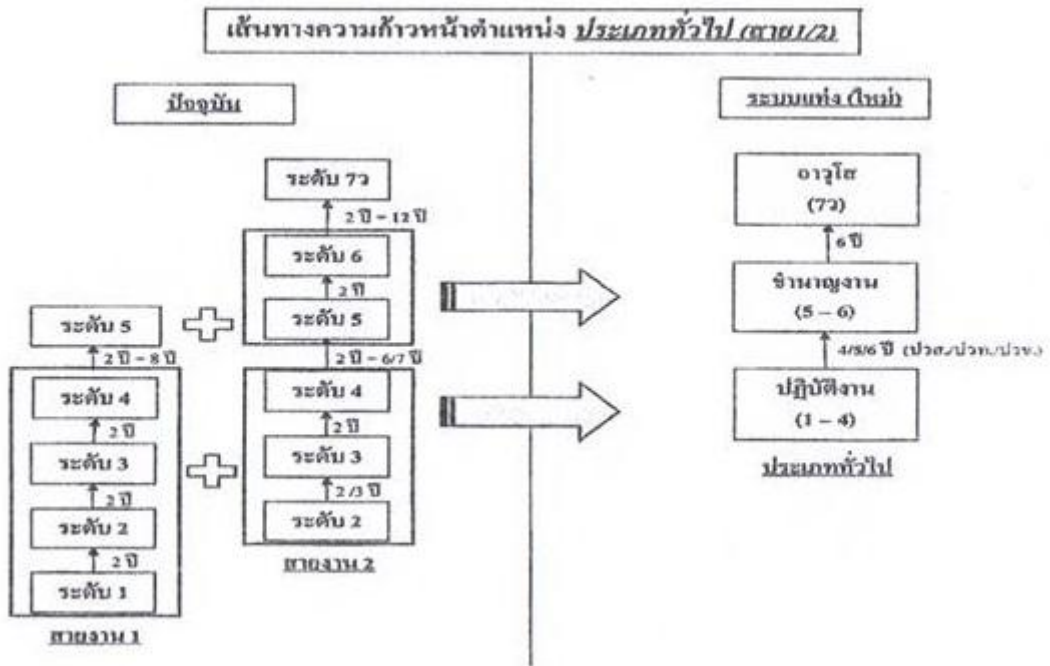 เส้นทางความก้าวหน้าตำแหน่ง ประเภททั่วไป (สาย1/2)
ปัจจุบัน
ระดับ 7ว
2 ปี - 12 ปี
ระดับ 6
2 ปี
ระดับ 5
2 ปี - 6/7 ปี
ระดับ 4
2 ปี
ระดับ 3
2/3 ปี
ระดับ 2
สายงาน 2
ระดับ 5
2 ปี - 8 ปี
ระดับ 4
2 ปี
ระดับ 3
2 ปี
ระดับ 2
2 ปี
ระดับ 1
สายงาน 1
ระบบแท่ง (ใหม่)
อาวุโส
(7ว)
6 ปี
ชำนาญงาน
(5 - 6)
4/5/6 ปี (ปวส./ปวท./ปวช.)
ปฏิบัติงาน
(1 - 4)
ประเภททั่วไป